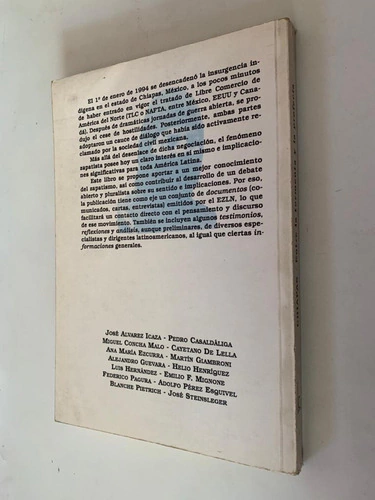 El 1º de enero de 1994 se desencadenó la insurgencia in-
dígena en el estado de Chiapas, México, a los pocos minutos
de haber entrado en vigor el tratado de Libre Comercio de
América del Norte [TLC o NAFTA, entre México, EEUU y Cana-
dá). Después de dramáticas jornadas de guerra abierta, se pro-
dujo el cese de hostilidades. Posteriormente, ambas partes
adoptaron un cauce de diálogo que había sido activamente re-
clamado por la sociedad civil mexicana.
Más allá del desenlace de dicha negociación, el fenómeno
zapatista posee hoy un claro interés en sí mismo e implicacio-
nes significativas para toda América Latina.
Este libro se propone aportar a un mejor conocimiento
del zapatismo, así como contribuir al desarrollo de un debate
abierto y pluralista sobre su sentido e implicaciones. Por eso,
la publicación tiene como eje un conjunto de documentos (co-
municados, cartas, entrevistas) emitidos por el EZLN, lo que
facilitará un contacto directo con el pensamiento y discurso
de ese movimiento. También se incluyen algunos testimonios,
reflexiones y análisis, aunque preliminares, de diversos espe-
cialistas y dirigentes latinoamericanos, al igual que ciertas in-
formaciones generales.
JOSÉ ALVAREZ ICAZA - PEDRO CASALDÁLIGA
MIGUEL CONCHA MALO - CAYETANO DE LELLA
ANA MARÍA EZCURRA - MARTÍN GIAMBRONI
ALEJANDRO GUEVARA - HELIO HENRÍQUEZ
LUIS HERNÁNDEZ - EMILIO F. MIGNONE
FEDERICO PAGURA - ADOLFO PÉREZ ESQUIVEL
BLANCHE PIETRICH - JOSÉ STEINSLEGER